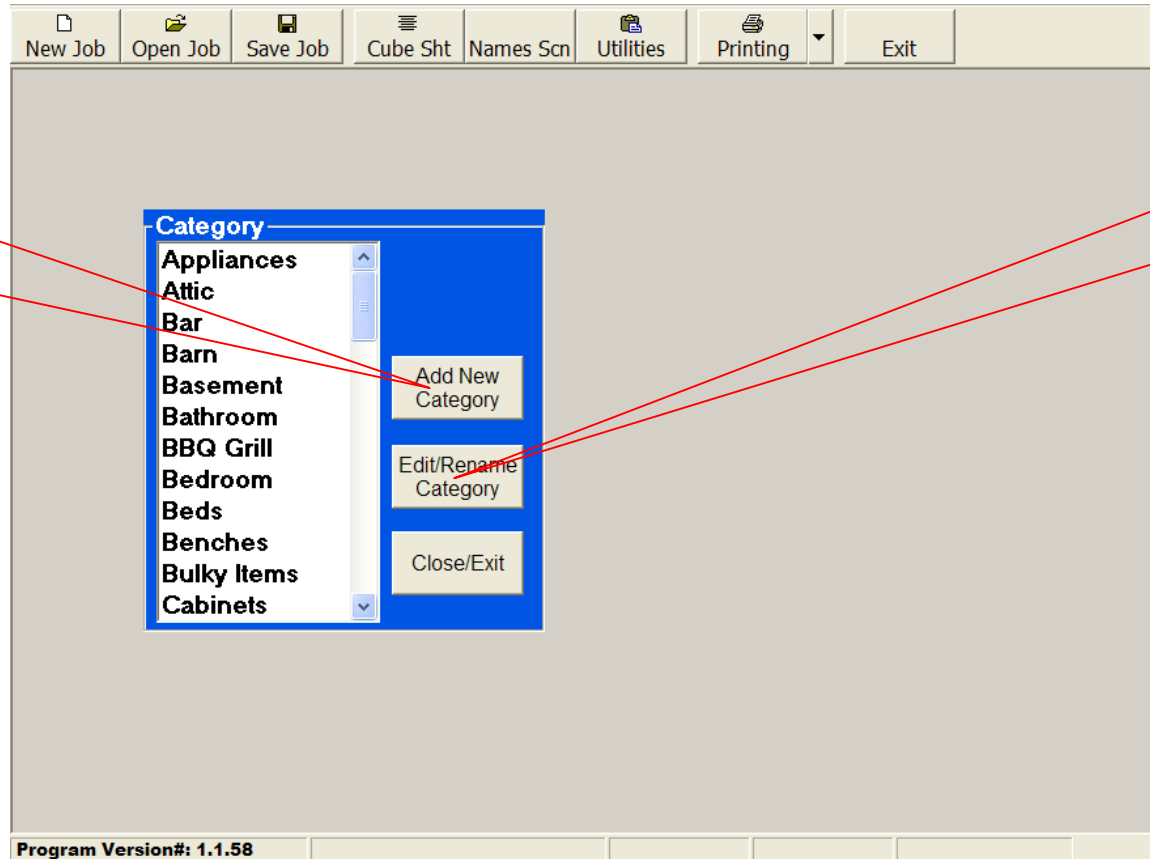 New Job Open Job Save Job Cube Sht Names Scn Utilities Printing Exit
Category
Appliances
Attic
Bar
Barn
Basement
Bathroom
BBQ Grill
Bedroom
Beds
Benches
Bulky Items
Cabinets
Add New
Category
Edit/Rename
Category
Close/Exit
Program Version#: 1.1.58